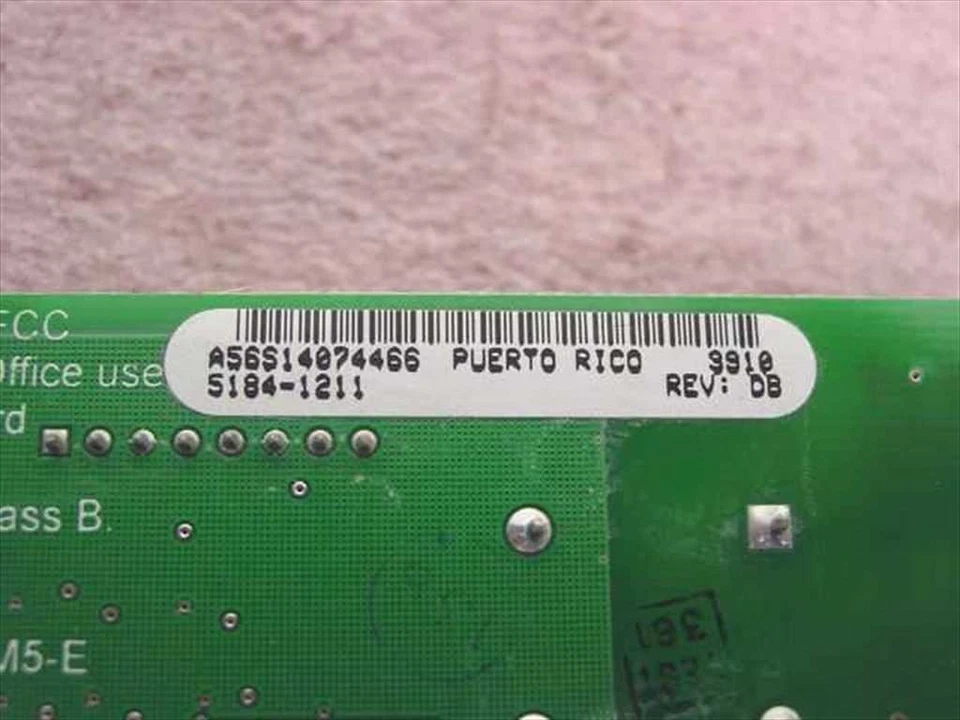 FCC
Office use
A56S14074466 PUERTO RICO 9910
5184-1211 REV: DB
rd
ass B.
M5-E
361